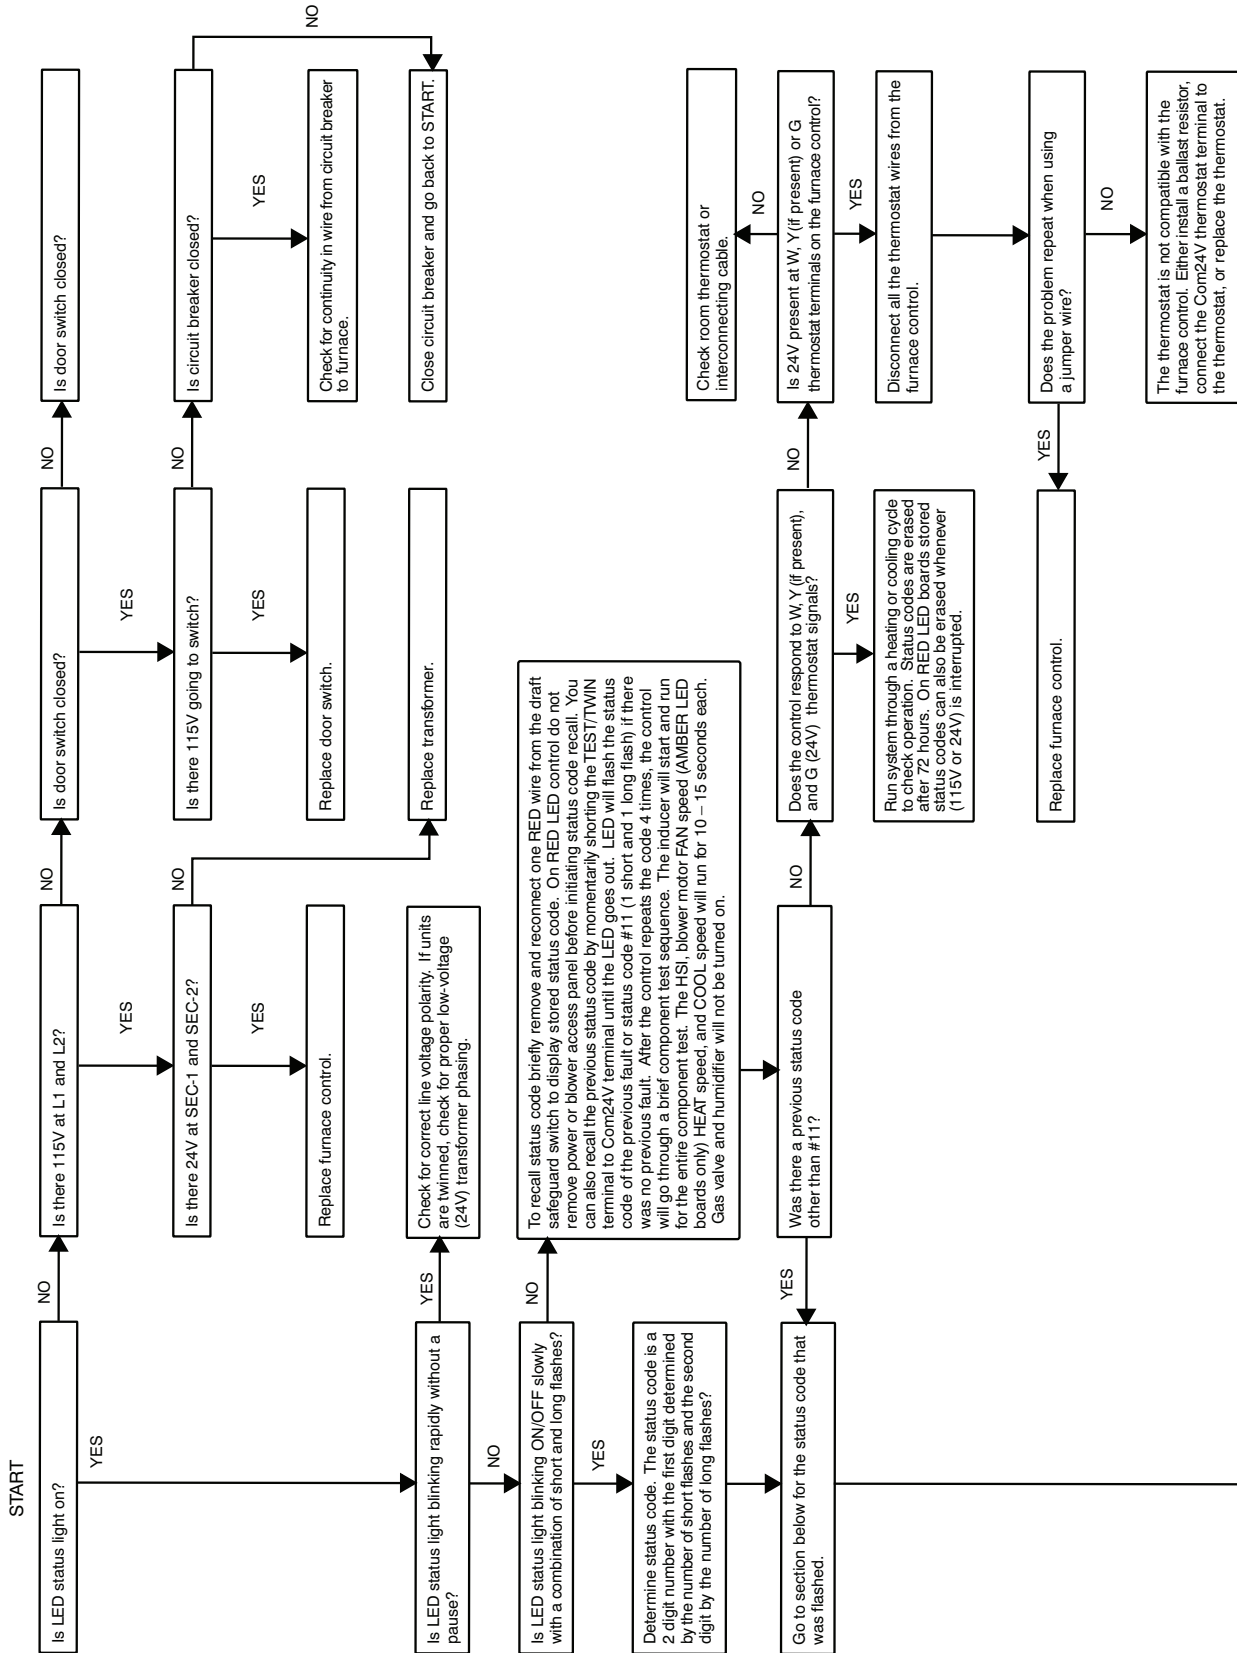 START
Is LED status light on?
NO
YES
Is there 115V at L1 and L2?
NO
YES
Is door switch closed?
NO
YES
Is door switch closed?
Is there 24V at SEC-1 and SEC-2?
NO
YES
Is there 115V going to switch?
NO
YES
Is circuit breaker closed?
NO
YES
Replace furnace control.
Replace door switch.
Check for continuity in wire from circuit breaker
to furnace.
Replace transformer.
Close circuit breaker and go back to START.
Is LED status light blinking rapidly without a
pause?
YES
NO
Check for correct line voltage polarity. If units
are twinned, check for proper low-voltage
(24V) transformer phasing.
Is LED status light blinking ON/OFF slowly
with a combination of short and long flashes?
NO
YES
To recall status code briefly remove and reconnect one RED wire from the draft
safeguard switch to display stored status code. On RED LED control do not
remove power or blower access panel before initiating status code recall. You
can also recall the previous status code by momentarily shorting the TEST/TWIN
terminal to Com24V terminal until the LED goes out. LED will flash the status
code of the previous fault or status code #11 (1 short and 1 long flash) if there
was no previous fault. After the control repeats the code 4 times, the control
will go through a brief component test sequence. The inducer will start and run
for the entire component test. The HSI, blower motor FAN speed (AMBER LED
boards only) HEAT speed, and COOL speed will run for 10 – 15 seconds each.
Gas valve and humidifier will not be turned on.
Determine status code. The status code is a
2 digit number with the first digit determined
by the number of short flashes and the second
digit by the number of long flashes?
Go to section below for the status code that
was flashed.
YES
Was there a previous status code
other than #11?
NO
Does the control respond to W, Y (if present),
and G (24V) thermostat signals?
NO
YES
Is 24V present at W, Y (if present) or G
thermostat terminals on the furnace control?
NO
YES
Check room thermostat or
interconnecting cable.
Run system through a heating or cooling cycle
to check operation. Status codes are erased
after 72 hours. On RED LED boards stored
status codes can also be erased whenever
(115V or 24V) is interrupted.
Disconnect all the thermostat wires from the
furnace control.
Does the problem repeat when using
a jumper wire?
YES
NO
Replace furnace control.
The thermostat is not compatible with the
furnace control. Either install a ballast resistor,
connect the Com24V thermostat terminal to
the thermostat, or replace the thermostat.